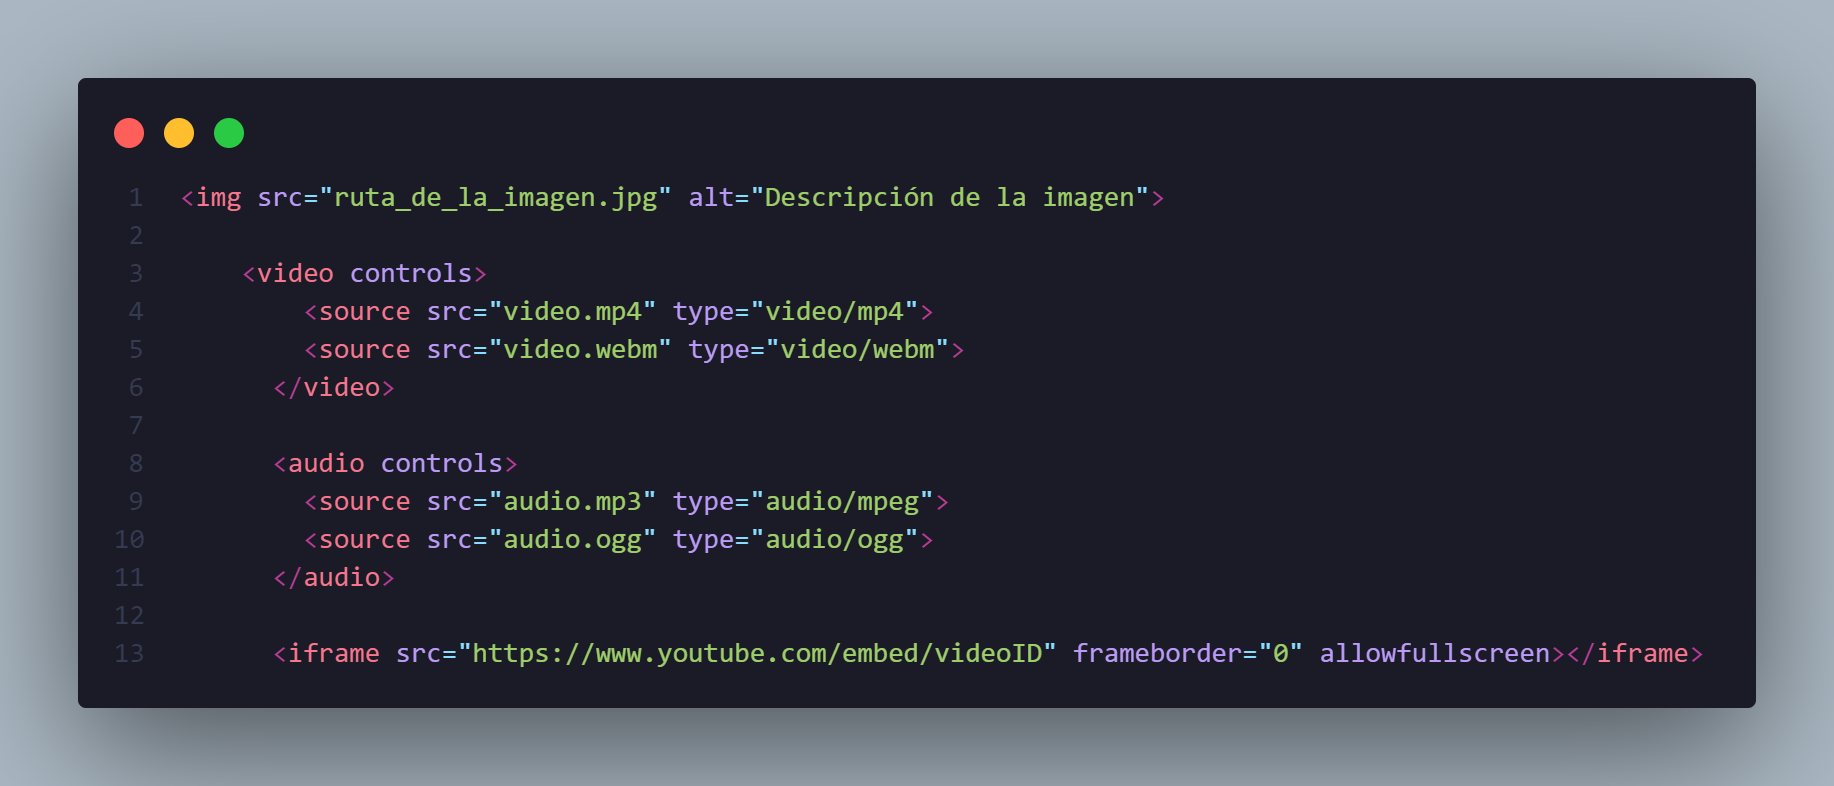 1 <img src="ruta_de_la_imagen.jpg" alt="Descripción de la imagen">
2
3     <video controls>
4         <source src="video.mp4" type="video/mp4">
5         <source src="video.webm" type="video/webm">
6       </video>
7
8       <audio controls>
9         <source src="audio.mp3" type="audio/mpeg">
10         <source src="audio.ogg" type="audio/ogg">
11       </audio>
12
13       <iframe src="https://www.youtube.com/embed/videoID" frameborder="0" allowfullscreen></iframe>